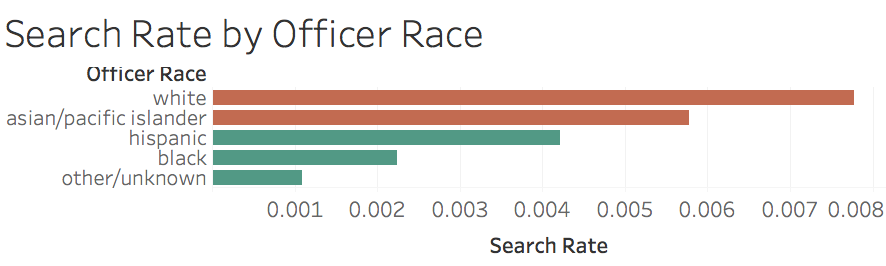 Search Rate by Officer Race
Officer Race
white
asian/pacific islander
hispanic
black
other/unknown
0.001 0.002 0.003 0.004 0.005 0.006 0.007 0.008
Search Rate